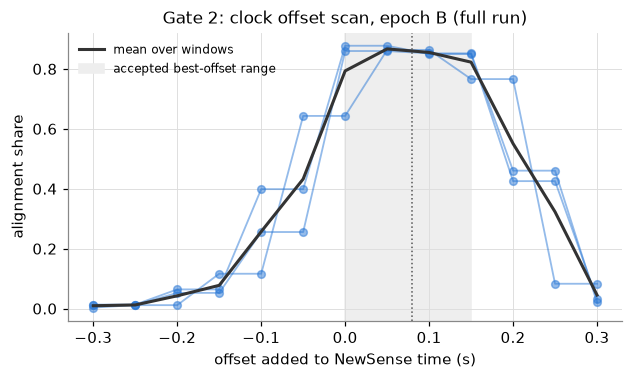 Gate 2: clock offset scan, epoch B (full run)
mean over windows
accepted best-offset range
alignment share
0.8
0.6
0.4
0.2
0.0
−0.3
−0.2
−0.1
0.0
0.1
0.2
0.3
offset added to NewSense time (s)